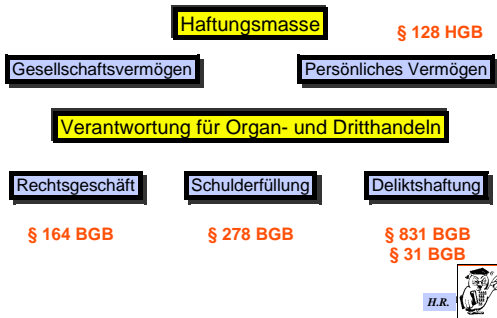 Haftungsmasse
§ 128 HGB
Gesellschaftsvermögen
Persönliches Vermögen
Verantwortung für Organ- und Dritthandeln
Rechtsgeschäft
Schulderfüllung
Deliktshaftung
§ 164 BGB
§ 278 BGB
§ 831 BGB
§ 31 BGB
H.R.